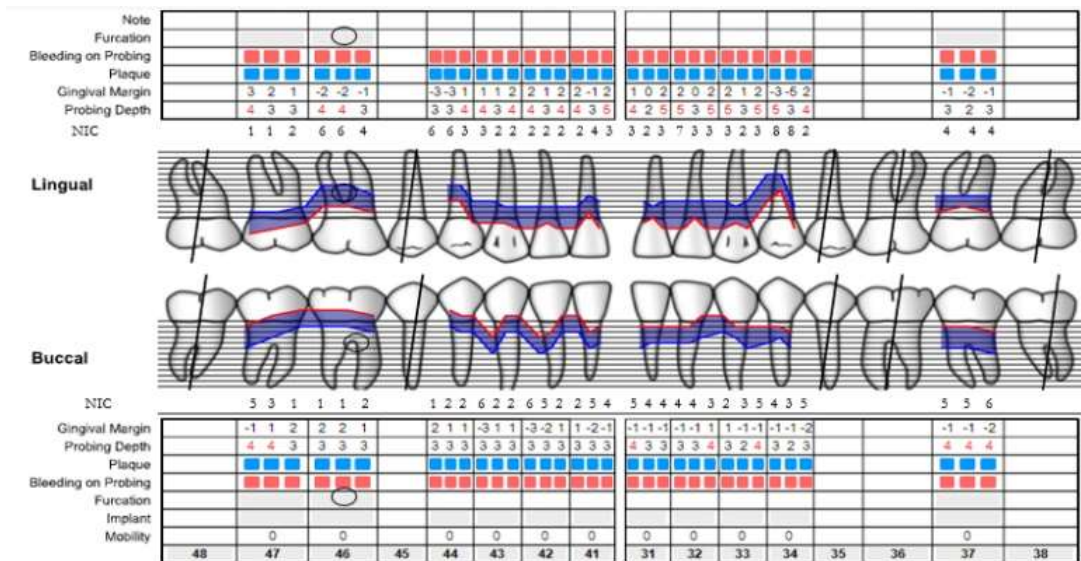 Note
Furcation
Bleeding on Probing
Plaque
Gingival Margin 3 2 1 -2 -2 -1 -3 -3 1 1 1 2 2 1 2 2 -1 2 1 0 2 2 0 2 2 1 2 -3 -5 2 -1 -2 -1
Probing Depth 4 3 3 4 4 3 3 3 4 4 3 4 4 3 4 4 3 5 4 2 5 5 3 5 5 3 5 5 3 4 3 2 3
NIC 1 1 2 6 6 4 6 6 3 3 2 2 2 2 2 2 4 3 3 2 3 7 3 3 3 2 3 8 8 2 4 4 4
Lingual
Buccal
NIC 5 3 1 1 1 2 1 2 2 6 2 2 6 5 2 2 5 4 5 4 4 4 4 3 2 3 5 4 3 5 5 5 6
Gingival Margin -1 1 2 2 2 1 2 1 1 -3 1 1 -3 -2 1 1 -2 -1 -1 -1 -1 -1 -1 1 1 -1 -1 -1 -1 -2 -1 -1 -2
Probing Depth 4 4 3 3 3 3 3 3 3 3 3 3 3 3 3 3 3 3 4 3 3 3 3 4 3 2 4 3 2 3 4 4 4
Plaque
Bleeding on Probing
Furcation
Implant
Mobility 0 0 0 0 0 0 0 0 0 0 0
48 47 46 45 44 43 42 41 31 32 33 34 35 36 37 38